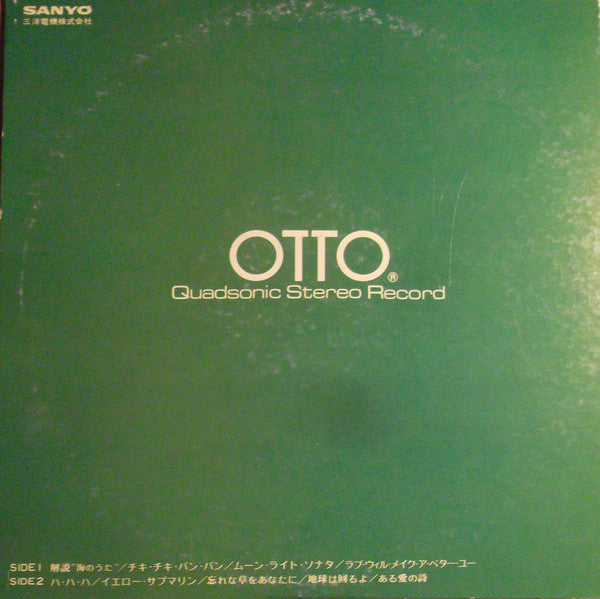 SANYO
三洋電機株式会社
OTTO®
Quadsonic Stereo Record
SIDE 1 解説"海のうた"/チキ・チキ・バン・バン/ムーン・ライト・ソナタ/ラブ・ウィル・メイク・ア・ベター・ユー
SIDE 2 ハ・ハ・ハ/イエロー・サブマリン/忘れな草をあなたに/地球は回るよ/ある愛の詩